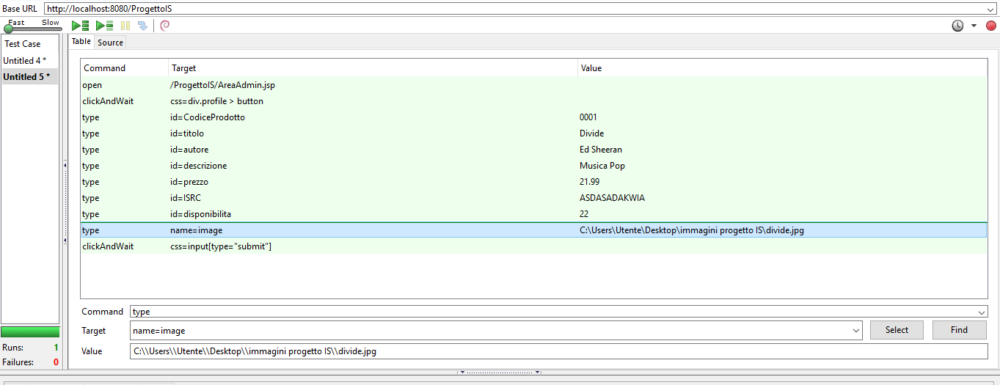 Base URL http://localhost:8080/ProgettoIS
Fast Slow
Table Source
Test Case
Untitled 4 *
Untitled 5 *
Command Target Value
open /ProgettoIS/AreaAdmin.jsp
clickAndWait css=div.profile > button
type id=CodiceProdotto 0001
type id=titolo Divide
type id=autore Ed Sheeran
type id=descrizione Musica Pop
type id=prezzo 21.99
type id=ISRC ASDASADAKWIA
type id=disponibilita 22
type name=image C:\Users\Utente\Desktop\immagini progetto IS\divide.jpg
clickAndWait css=input[type="submit"]
Command type
Target name=image Select Find
Value C:\\Users\\Utente\\Desktop\\immagini progetto IS\\divide.jpg
Runs: 1
Failures: 0